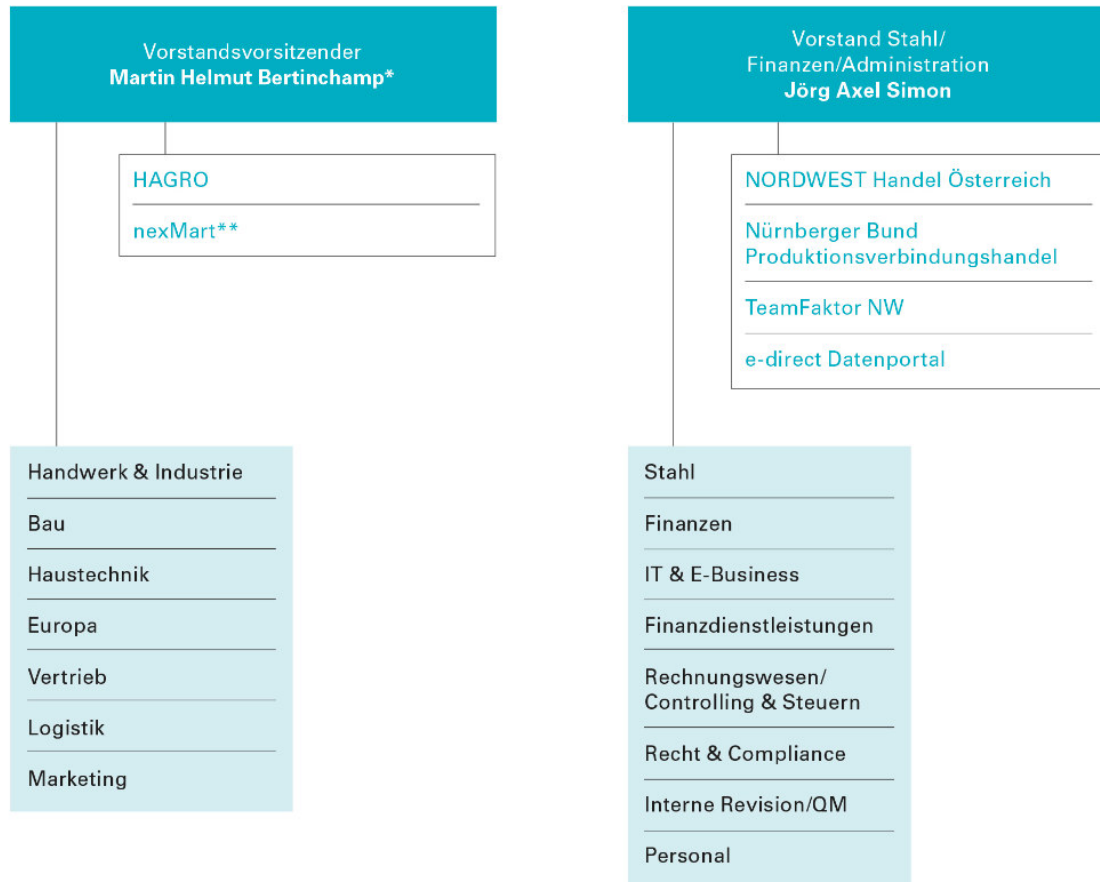 Vorstandsvorsitzender
Martin Helmut Bertinchamp*
HAGRO
nexMart**
Handwerk & Industrie
Bau
Haustechnik
Europa
Vertrieb
Logistik
Marketing
Vorstand Stahl/
Finanzen/Administration
Jörg Axel Simon
NORDWEST Handel Österreich
Nürnberger Bund
Produktionsverbindungshandel
TeamFaktor NW
e-direct Datenportal
Stahl
Finanzen
IT & E-Business
Finanzdienstleistungen
Rechnungswesen/
Controlling & Steuern
Recht & Compliance
Interne Revision/QM
Personal